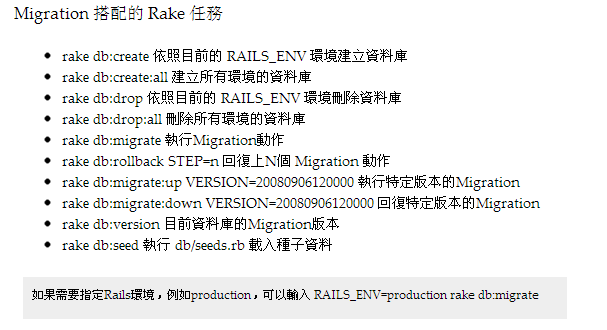 Migration 搭配的 Rake 任務
rake db:create 依照目前的 RAILS_ENV 環境建立資料庫
rake db:create:all 建立所有環境的資料庫
rake db:drop 依照目前的 RAILS_ENV 環境刪除資料庫
rake db:drop:all 刪除所有環境的資料庫
rake db:migrate 執行Migration動作
rake db:rollback STEP=n 回復上N個 Migration 動作
rake db:migrate:up VERSION=20080906120000 執行特定版本的Migration
rake db:migrate:down VERSION=20080906120000 回復特定版本的Migration
rake db:version 目前資料庫的Migration版本
rake db:seed 執行 db/seeds.rb 載入種子資料
如果需要指定Rails環境，例如production，可以輸入 RAILS_ENV=production rake db:migrate